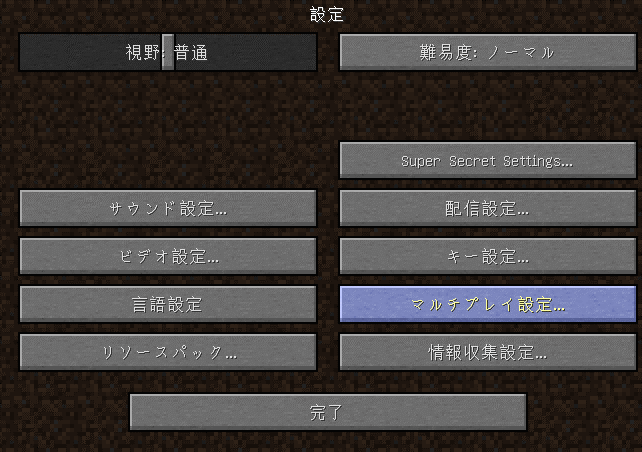 設定
視野: 普通
難易度: ノーマル
Super Secret Settings...
サウンド設定...
配信設定...
ビデオ設定...
キー設定...
言語設定
マルチプレイ設定...
リソースパック...
情報収集設定...
完了